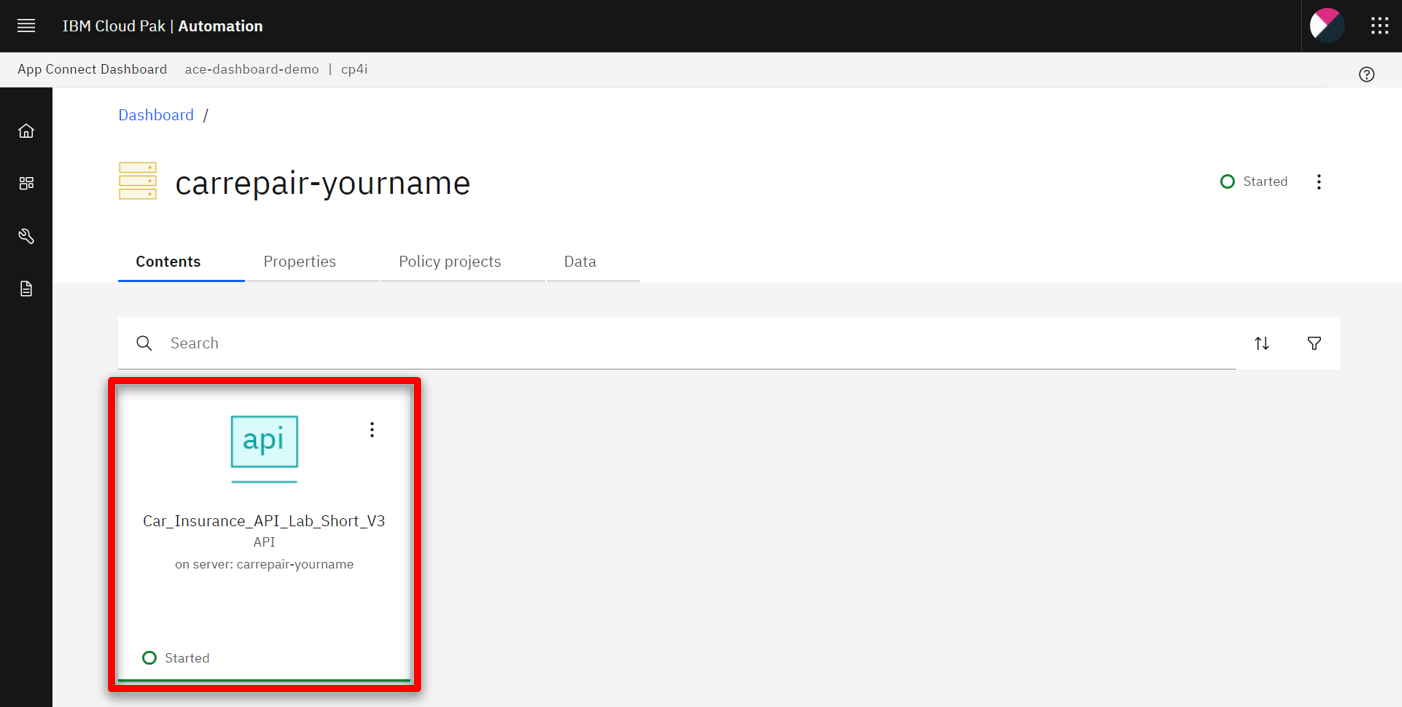 IBM Cloud Pak | Automation
App Connect Dashboard ace-dashboard-demo | cp4i
Dashboard /
carrepair-yourname
Started
Contents Properties Policy projects Data
Search
api
Car_Insurance_API_Lab_Short_V3
API
on server: carrepair-yourname
Started